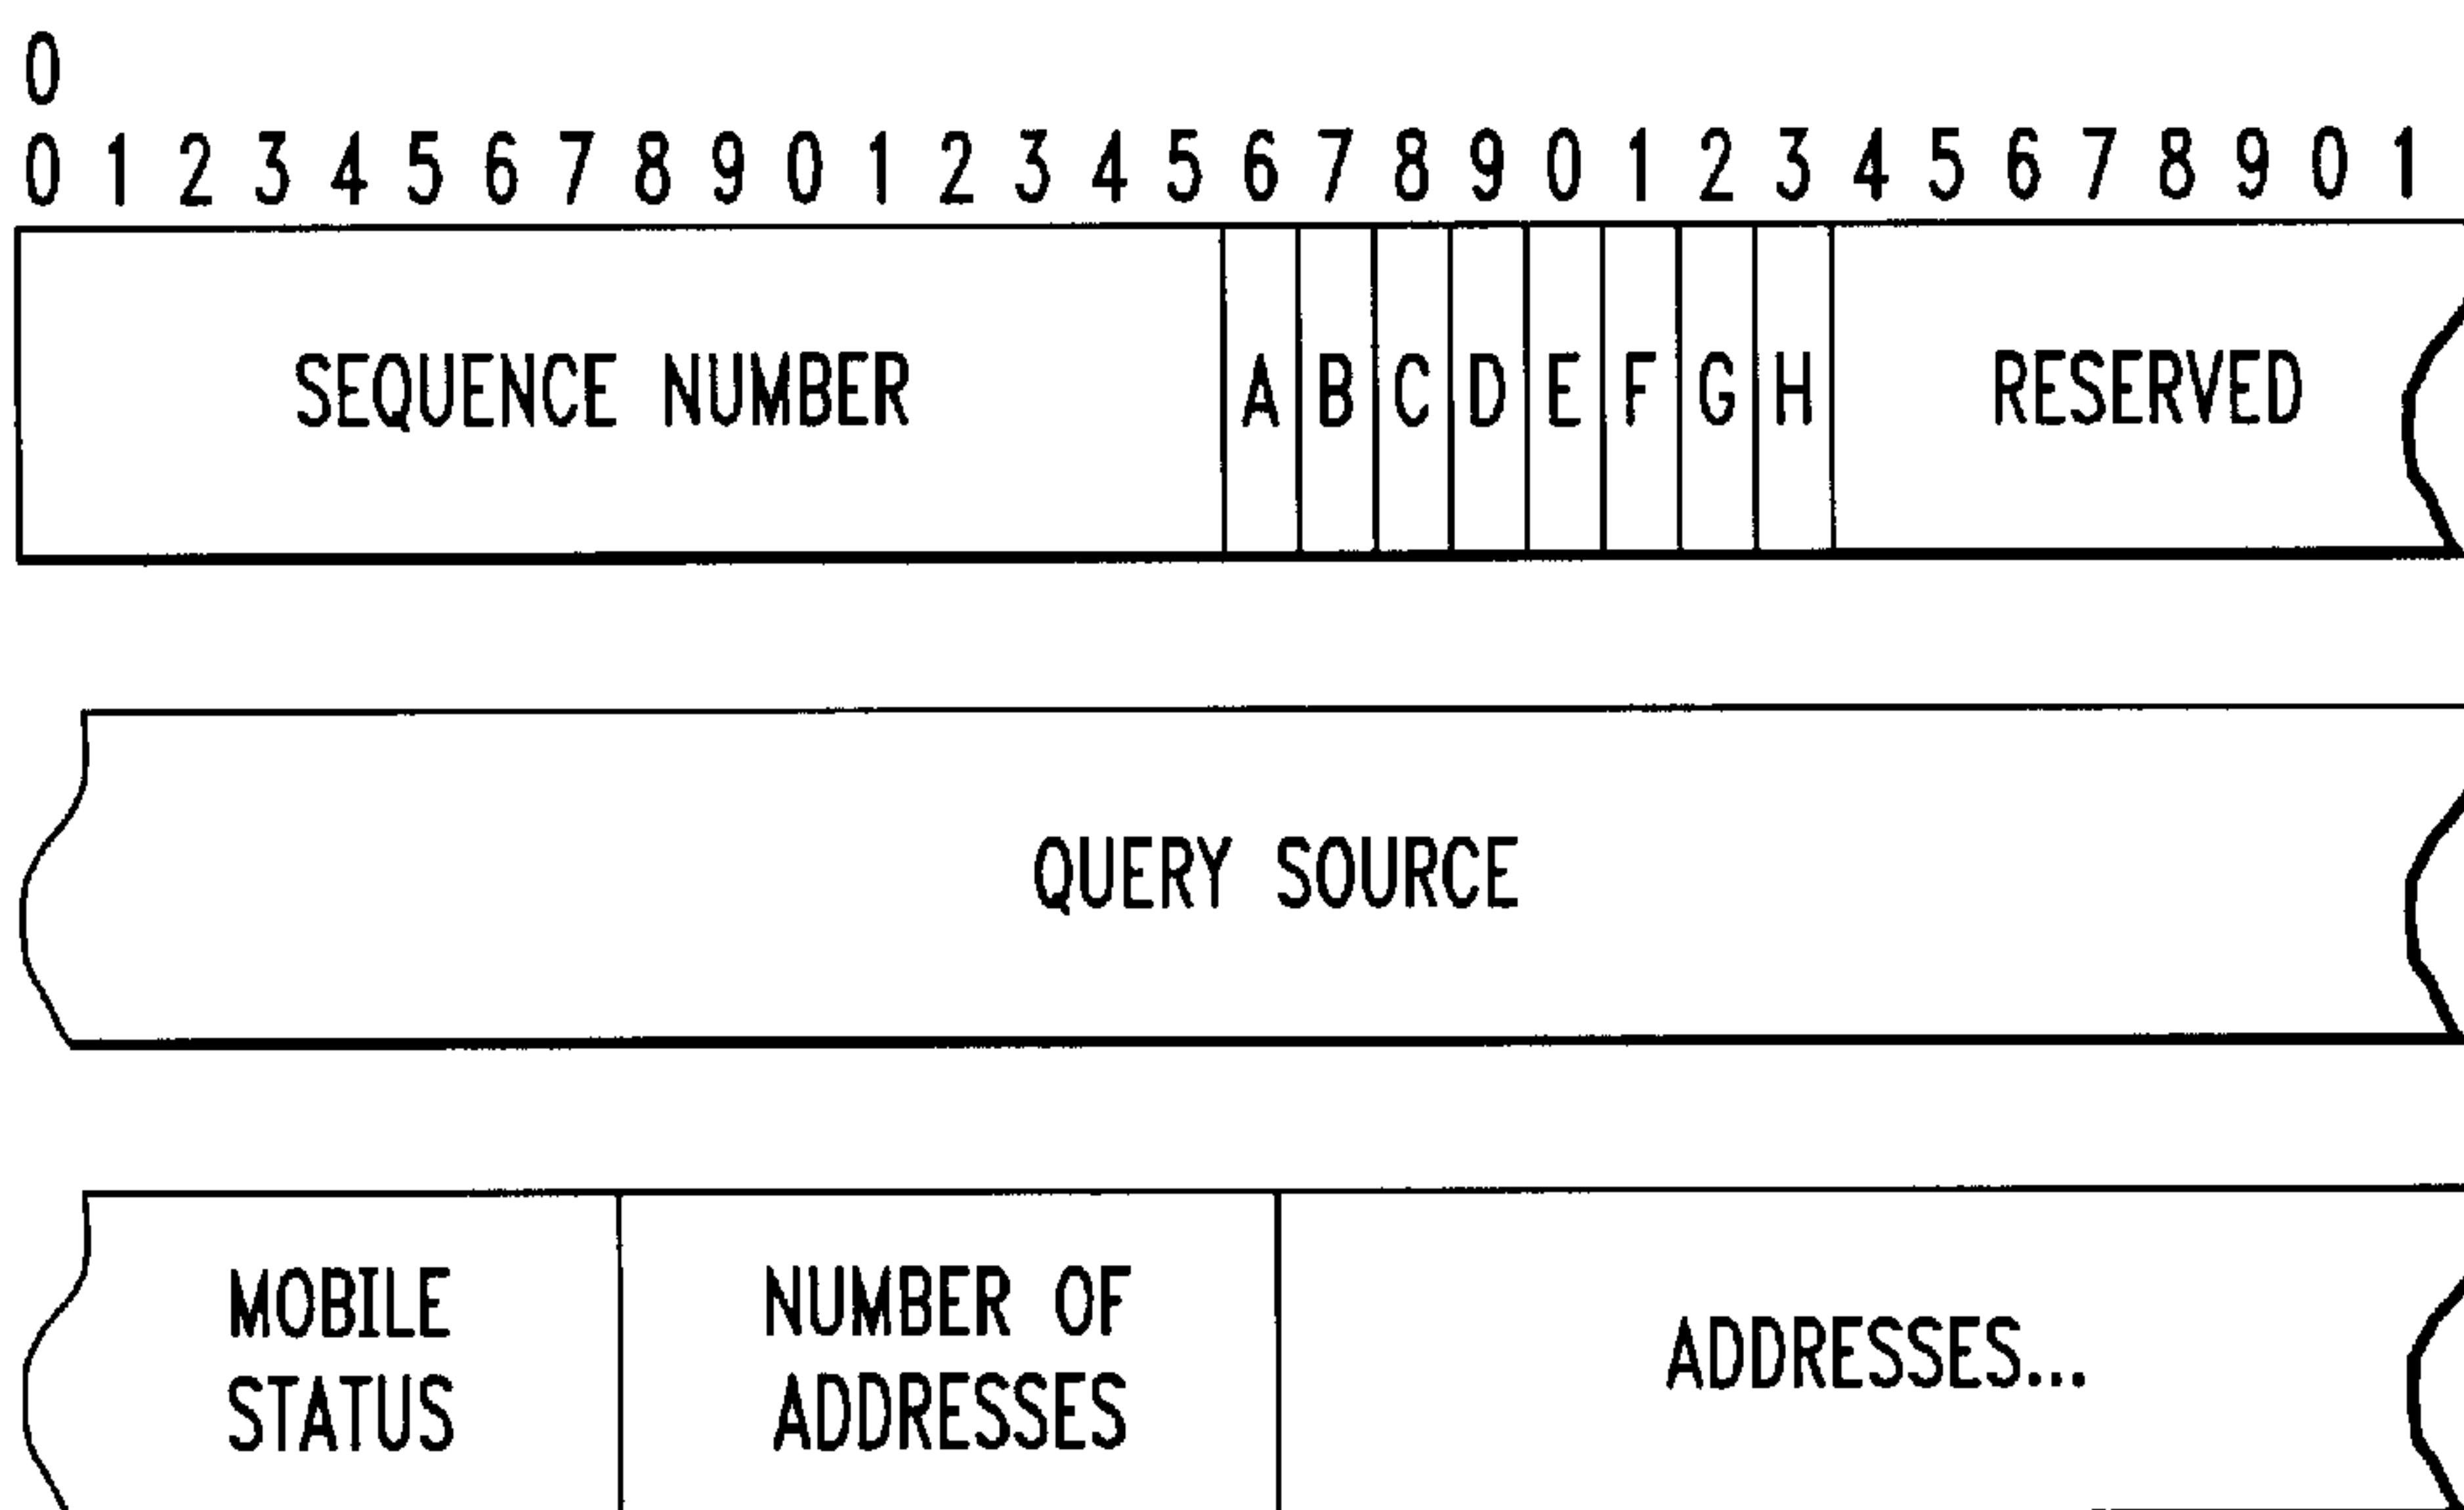 0
0 1 2 3 4 5 6 7 8 9 0 1 2 3 4 5 6 7 8 9 0 1 2 3 4 5 6 7 8 9 0 1
SEQUENCE NUMBER A B C D E F G H RESERVED
QUERY SOURCE
MOBILE
STATUS
NUMBER OF
ADDRESSES
ADDRESSES...